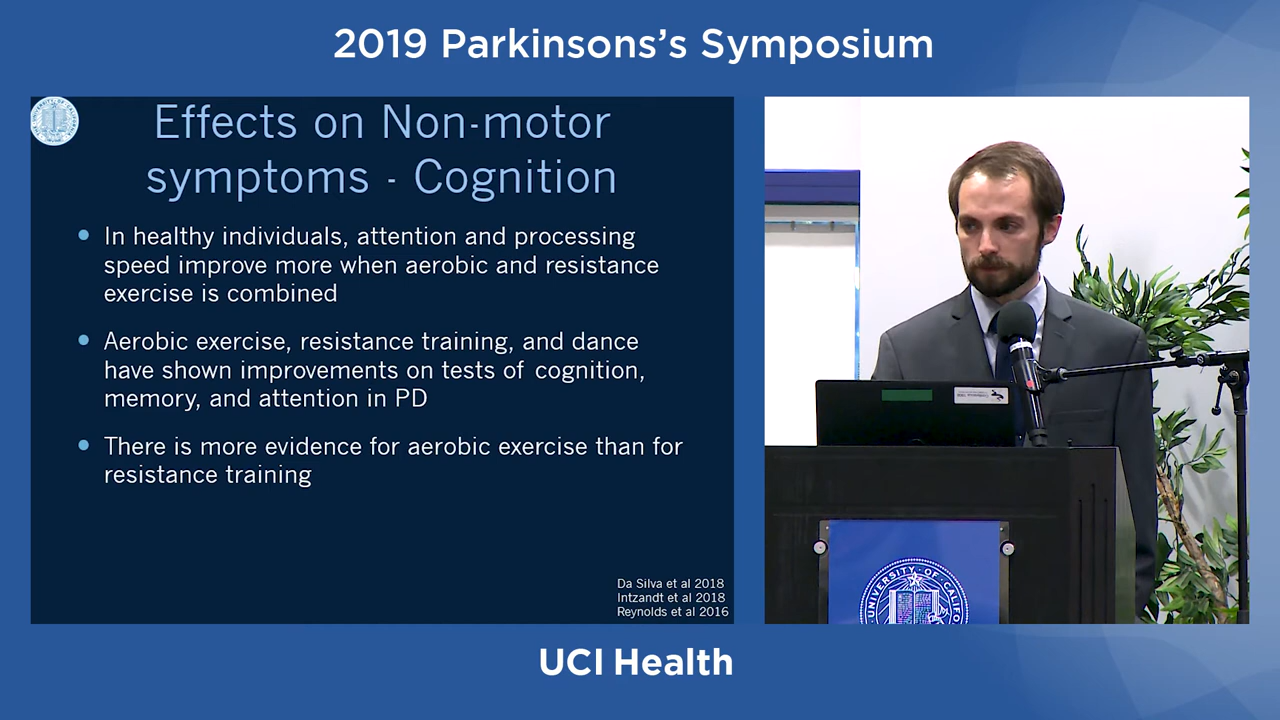 2019 Parkinsons's Symposium
Effects on Non-motor
symptoms - Cognition
In healthy individuals, attention and processing
speed improve more when aerobic and resistance
exercise is combined
Aerobic exercise, resistance training, and dance
have shown improvements on tests of cognition,
memory, and attention in PD
There is more evidence for aerobic exercise than for
resistance training
Da Silva et al 2018
Intzandt et al 2018
Reynolds et al 2016
UNIVERSITY OF CALIFO
UCI Health